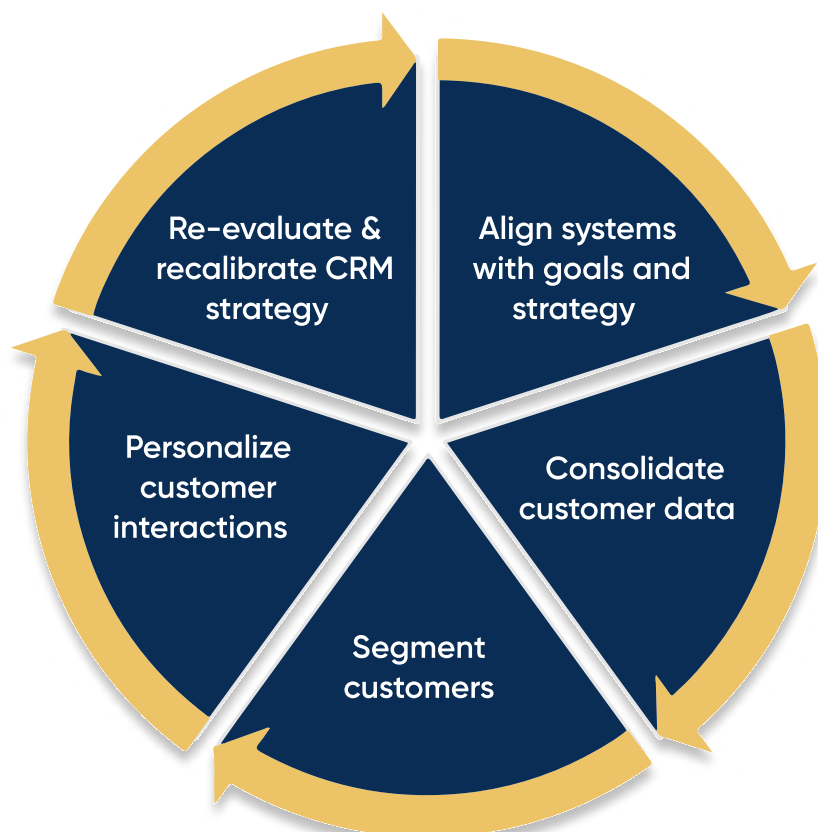 Re-evaluate &
recalibrate CRM
strategy
Align systems
with goals and
strategy
Consolidate
customer data
Segment
customers
Personalize
customer
interactions